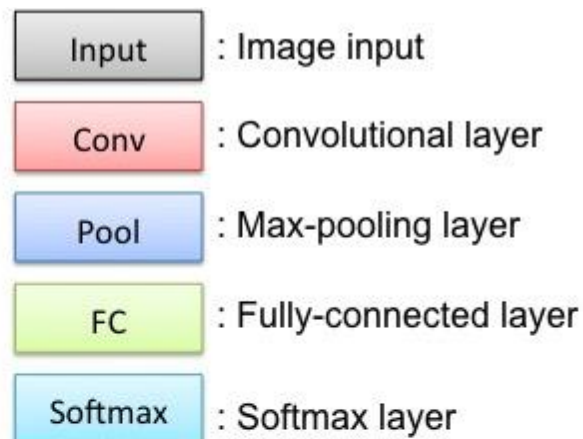 Input : Image input
Conv : Convolutional layer
Pool : Max-pooling layer
FC : Fully-connected layer
Softmax : Softmax layer